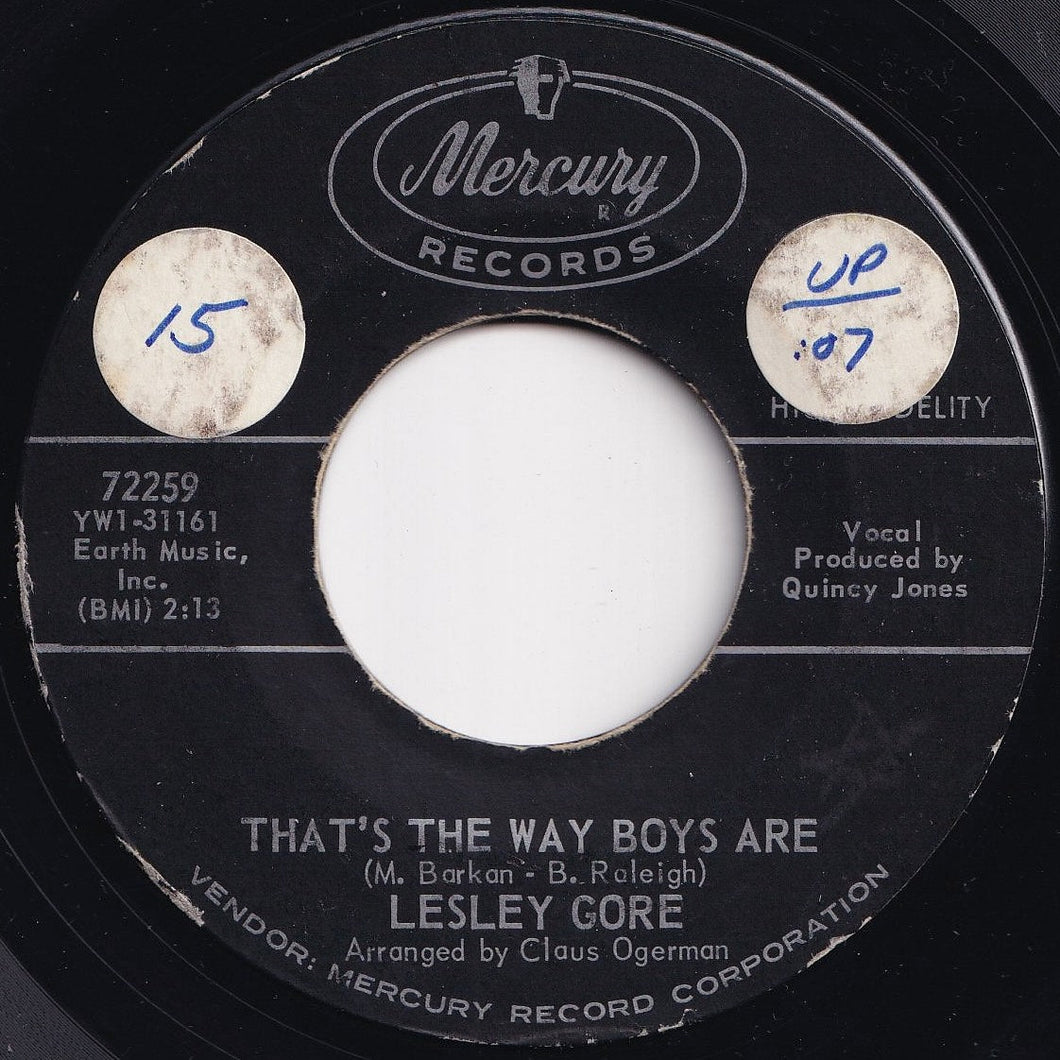 Mercury
R
RECORDS
15
UP
:07
DELITY
72259
YW1-31161
Earth Music,
Inc.
(BMI) 2:13
Vocal
Produced by
Quincy Jones
THAT'S THE WAY BOYS ARE
(M. Barkan - B. Raleigh)
LESLEY GORE
Arranged by Claus Ogerman
VENDOR: MERCURY RECORD CORPORATION